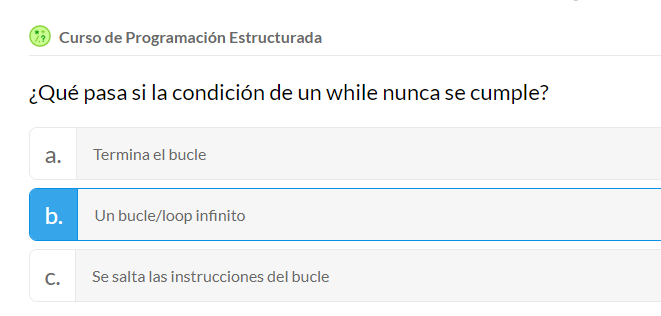 Curso de Programación Estructurada
¿Qué pasa si la condición de un while nunca se cumple?
a. Termina el bucle
b. Un bucle/loop infinito
c. Se salta las instrucciones del bucle